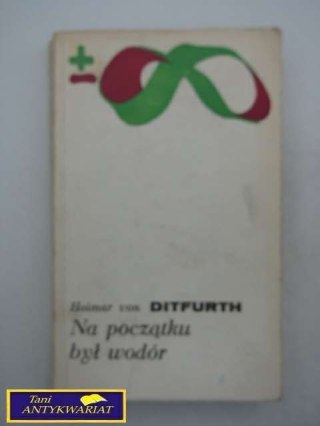 ±
Hoimar von DITFURTH
Na początku
był wodór
Tani
ANTYKWARIAT